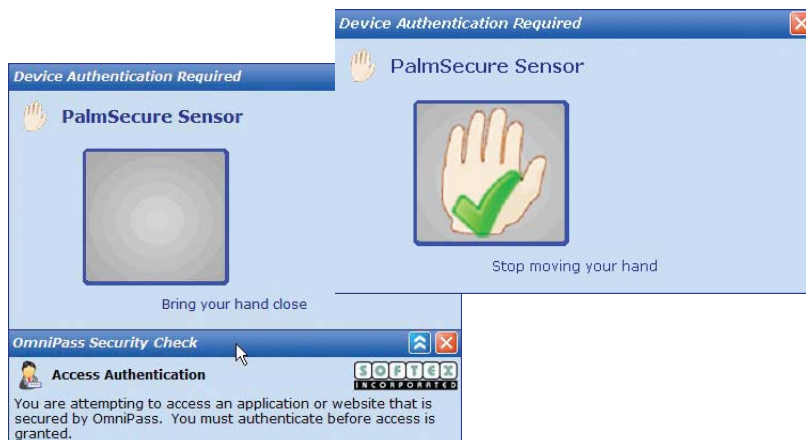 Device Authentication Required
PalmSecure Sensor
Bring your hand close
OmniPass Security Check
Access Authentication
SOFTEX
INCORPORATED
You are attempting to access an application or website that is
secured by OmniPass. You must authenticate before access is
granted.
Device Authentication Required
PalmSecure Sensor
Stop moving your hand